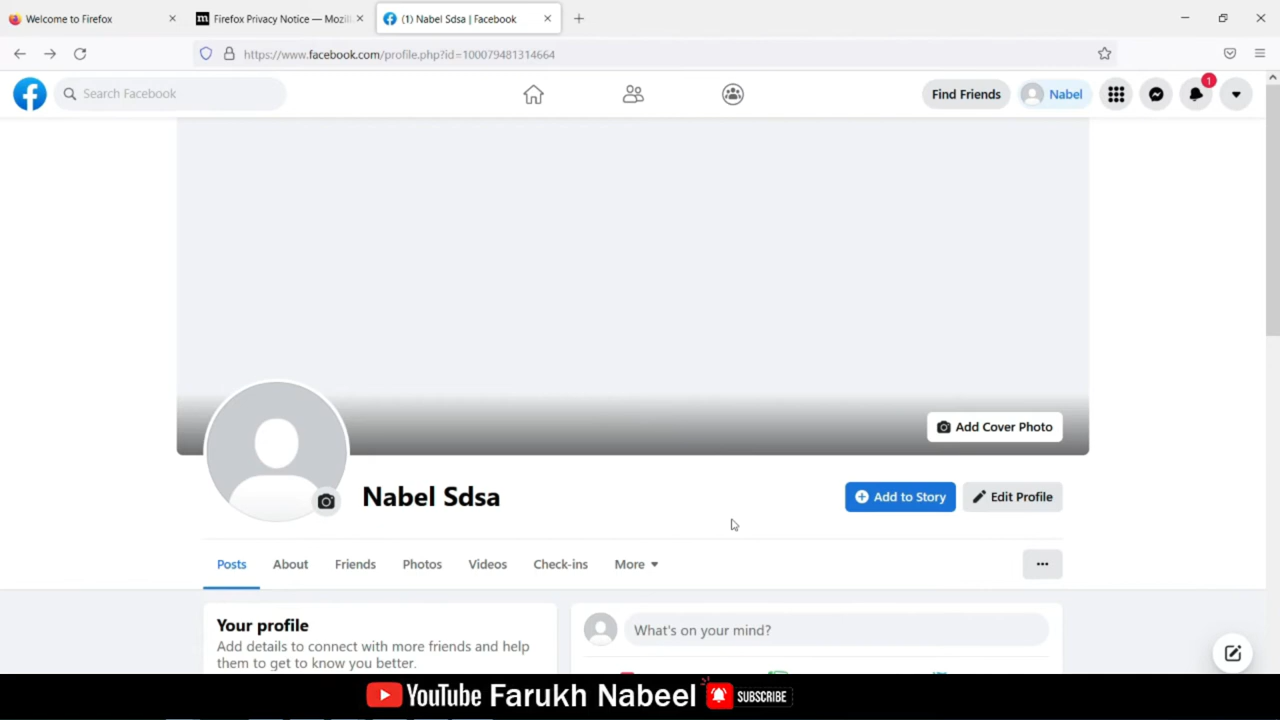 Welcome to Firefox
Firefox Privacy Notice — Mozil
(1) Nabel Sdsa | Facebook
https://www.facebook.com/profile.php?id=100079481314664
Search Facebook
Find Friends
Nabel
1
Add Cover Photo
Nabel Sdsa
Add to Story
Edit Profile
Posts
About
Friends
Photos
Videos
Check-ins
More
Your profile
Add details to connect with more friends and help
them to get to know you better.
What's on your mind?
YouTube Farukh Nabeel SUBSCRIBE